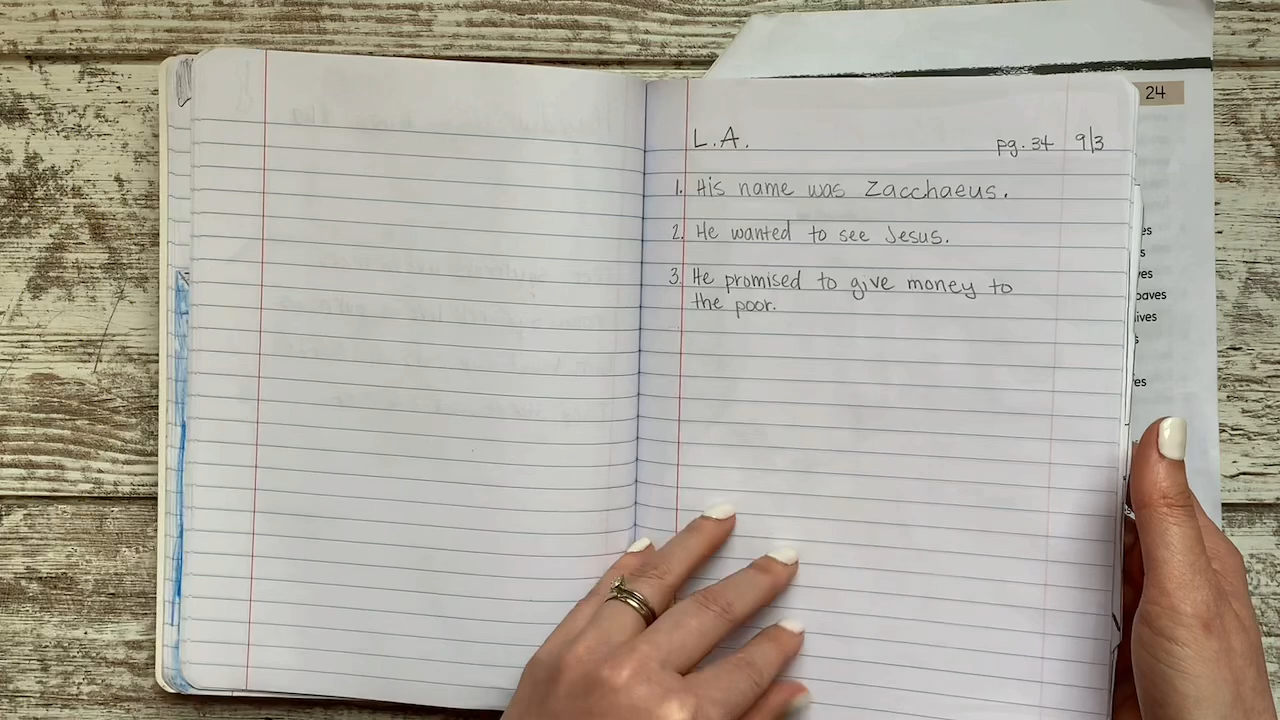 L.A. pg. 34 9/3
1. His name was Zacchaeus.
2. He wanted to see Jesus.
3. He promised to give money to
the poor.
24